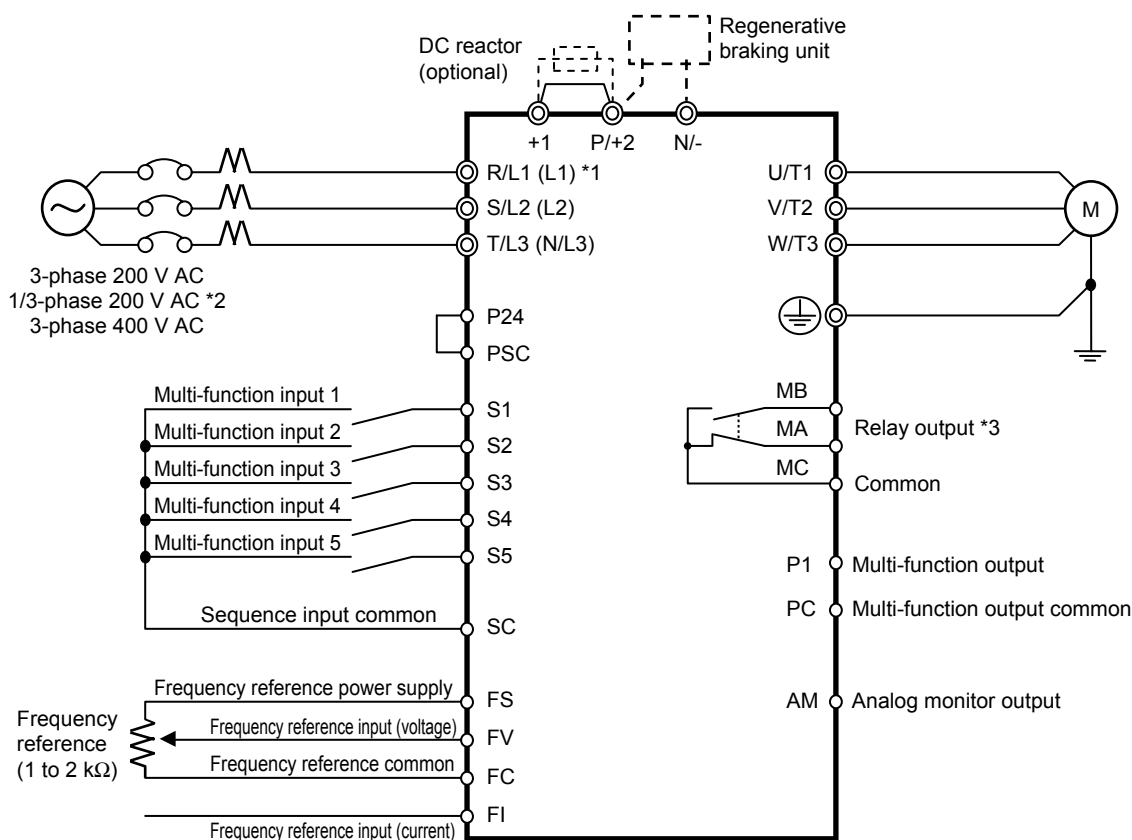 DC reactor
(optional)
Regenerative
braking unit
+1
P/+2
N/-
R/L1 (L1) *1
S/L2 (L2)
T/L3 (N/L3)
U/T1
V/T2
W/T3
M
3-phase 200 V AC
1/3-phase 200 V AC *2
3-phase 400 V AC
P24
PSC
Multi-function input 1
S1
Multi-function input 2
S2
Multi-function input 3
S3
Multi-function input 4
S4
Multi-function input 5
S5
Sequence input common
SC
MB
MA
Relay output *3
MC
Common
P1
Multi-function output
PC
Multi-function output common
AM
Analog monitor output
Frequency
reference
(1 to 2 kΩ)
Frequency reference power supply
FS
Frequency reference input (voltage)
FV
Frequency reference common
FC
FI
Frequency reference input (current)